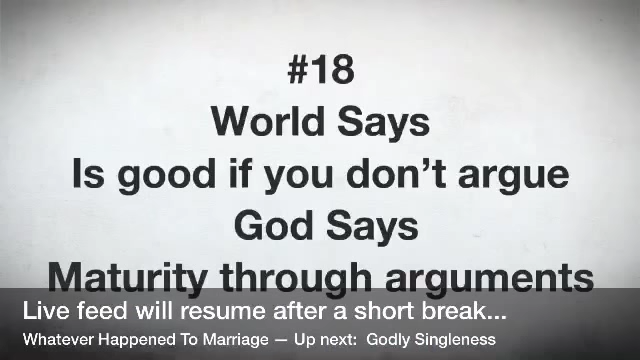 #18
World Says
Is good if you don’t argue
God Says
Maturity through arguments
Live feed will resume after a short break...
Whatever Happened To Marriage — Up next: Godly Singleness